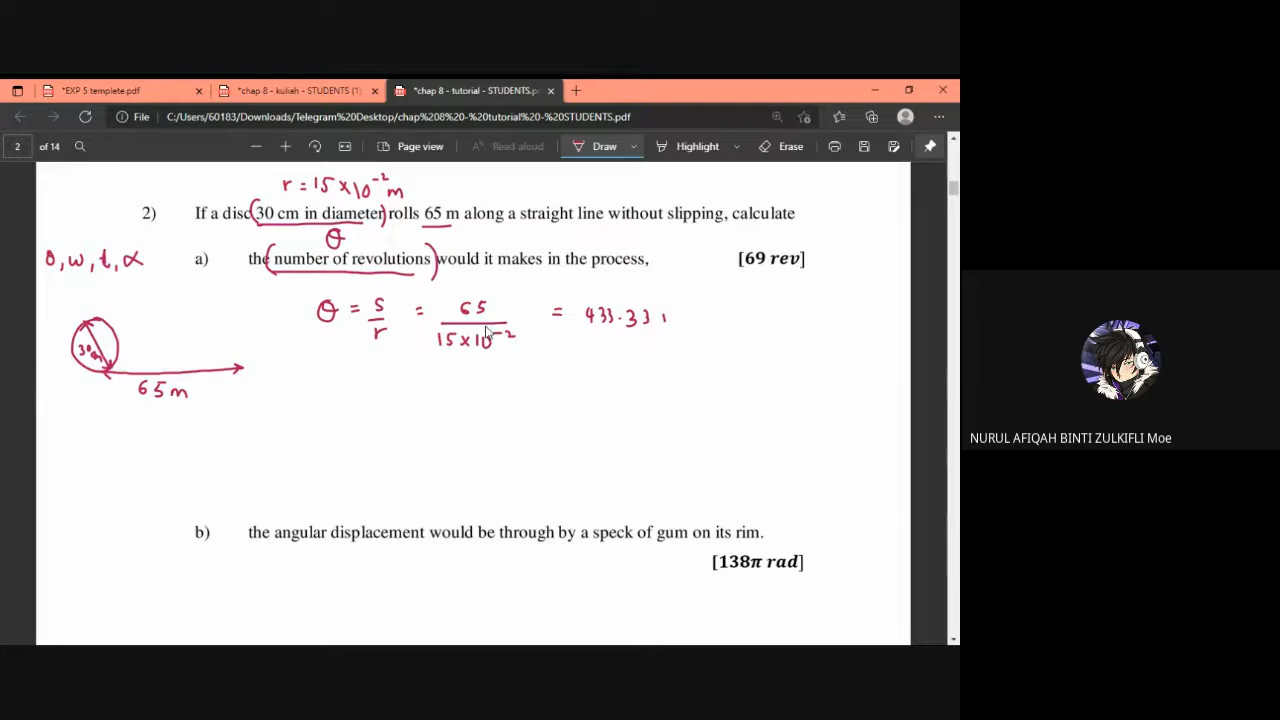 *EXP 5 templete.pdf
*chap 8 - kuliah - STUDENTS (1)
*chap 8 - tutorial - STUDENTS.p
File
C:/Users/60183/Downloads/Telegram%20Desktop/chap%208%20-%20tutorial%20-%20STUDENTS.pdf
2 of 14
Page view
Read aloud
Draw
Highlight
Erase
r = 15 × 10⁻² m
2) If a disc (30 cm in diameter) rolls 65 m along a straight line without slipping, calculate
θ
θ, ω, t, α
a) the (number of revolutions) would it makes in the process, [69 rev]
θ = s/r = 65/15×10⁻² = 433.33
30cm
65 m
NURUL AFIQAH BINTI ZULKIFLI Moe
b) the angular displacement would be through by a speck of gum on its rim.
[138π rad]